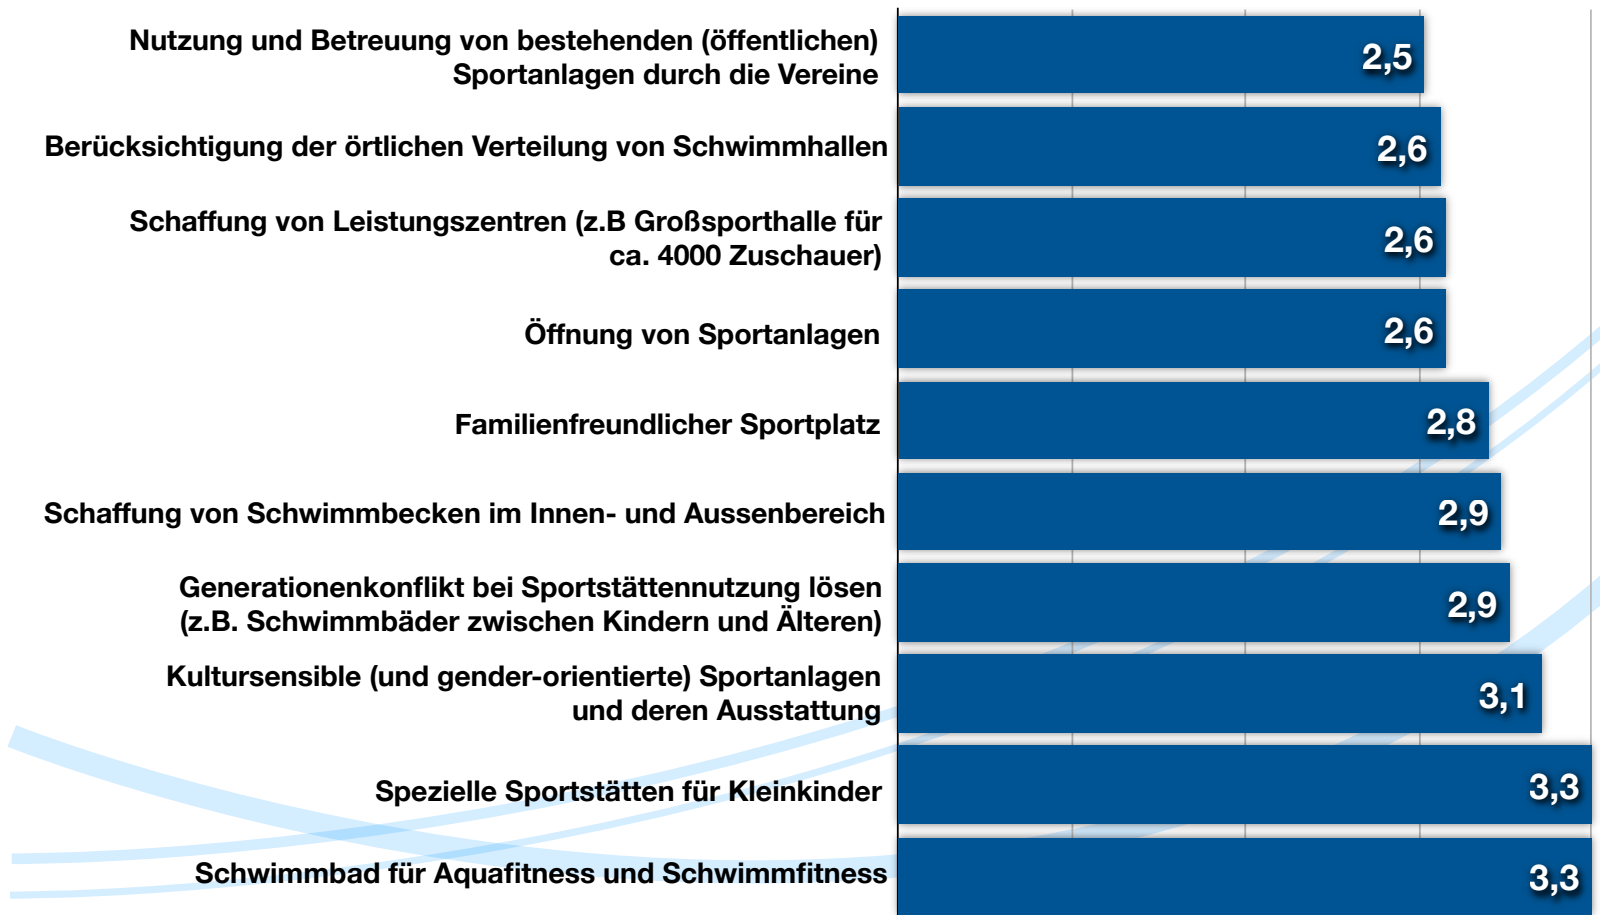 Nutzung und Betreuung von bestehenden (öffentlichen)
Sportanlagen durch die Vereine
2,5
Berücksichtigung der örtlichen Verteilung von Schwimmhallen
2,6
Schaffung von Leistungszentren (z.B Großsporthalle für
ca. 4000 Zuschauer)
2,6
Öffnung von Sportanlagen
2,6
Familienfreundlicher Sportplatz
2,8
Schaffung von Schwimmbecken im Innen- und Aussenbereich
2,9
Generationenkonflikt bei Sportstättennutzung lösen
(z.B. Schwimmbäder zwischen Kindern und Älteren)
2,9
Kultursensible (und gender-orientierte) Sportanlagen
und deren Ausstattung
3,1
Spezielle Sportstätten für Kleinkinder
3,3
Schwimmbad für Aquafitness und Schwimmfitness
3,3